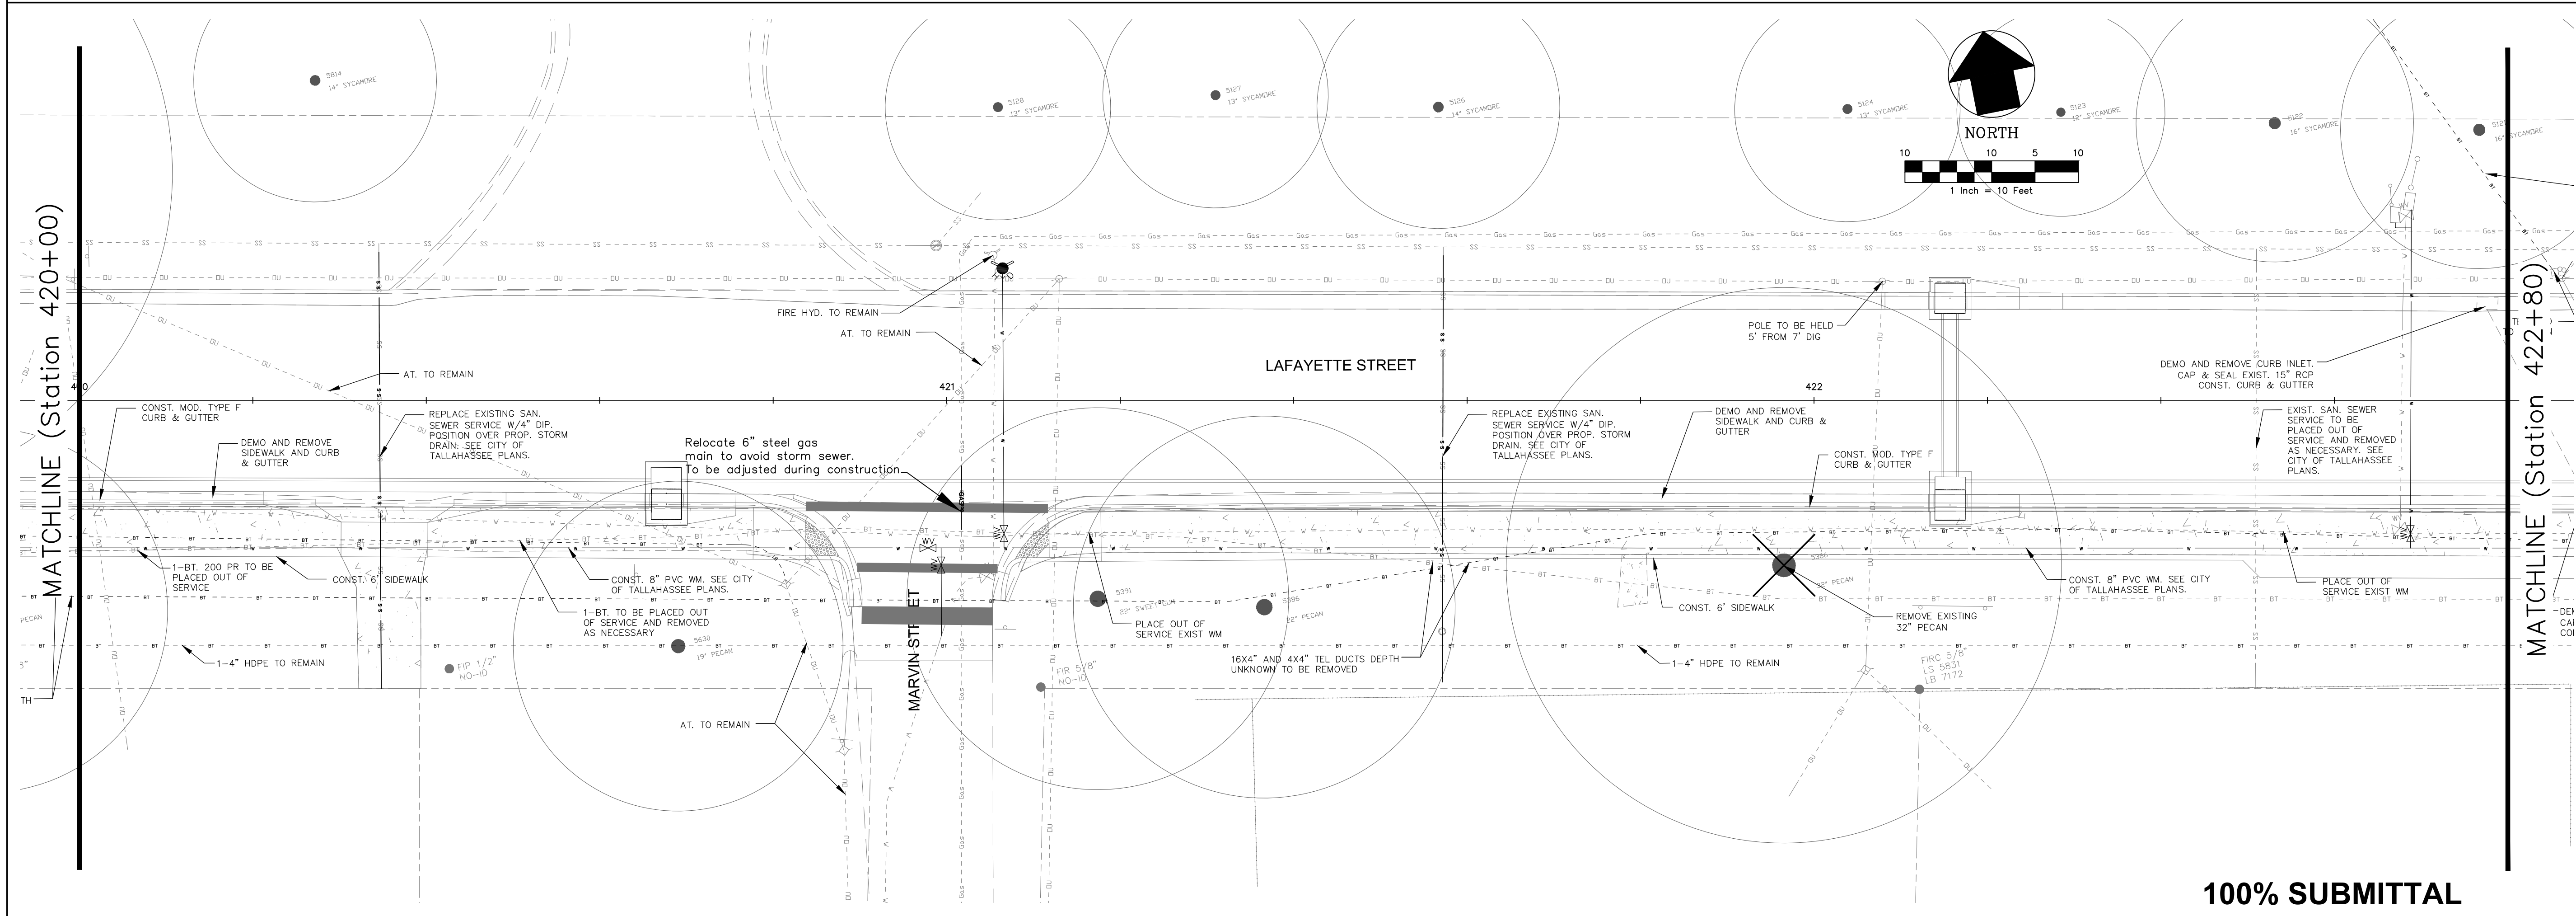 MATCHLINE (Station 420+00)
5814
14" SYCAMORE
5128
13" SYCAMORE
5127
13" SYCAMORE
5126
14" SYCAMORE
5124
13" SYCAMORE
5123
12" SYCAMORE
5122
16" SYCAMORE
16" SYCAMORE
NORTH
10 10 5 10
1 Inch = 10 Feet
FIRE HYD. TO REMAIN
AT. TO REMAIN
LAFAYETTE STREET
POLE TO BE HELD
5' FROM 7' DIG
DEMO AND REMOVE CURB INLET.
CAP & SEAL EXIST. 15" RCP
CONST. CURB & GUTTER
AT. TO REMAIN
421
422
CONST. MOD. TYPE F
CURB & GUTTER
DEMO AND REMOVE
SIDEWALK AND CURB
& GUTTER
REPLACE EXISTING SAN.
SEWER SERVICE W/4" DIP.
POSITION OVER PROP. STORM
DRAIN. SEE CITY OF
TALLAHASSEE PLANS.
Relocate 6" steel gas
main to avoid storm sewer.
To be adjusted during construction
REPLACE EXISTING SAN.
SEWER SERVICE W/4" DIP.
POSITION OVER PROP. STORM
DRAIN. SEE CITY OF
TALLAHASSEE PLANS.
DEMO AND REMOVE
SIDEWALK AND CURB &
GUTTER
CONST. MOD. TYPE F
CURB & GUTTER
EXIST. SAN. SEWER
SERVICE TO BE
PLACED OUT OF
SERVICE AND REMOVED
AS NECESSARY. SEE
CITY OF TALLAHASSEE
PLANS.
1-BT. 200 PR TO BE
PLACED OUT OF
SERVICE
CONST. 6' SIDEWALK
1-BT. TO BE PLACED OUT
OF SERVICE AND REMOVED
AS NECESSARY
CONST. 8" PVC WM. SEE CITY
OF TALLAHASSEE PLANS.
5391
22" SWEET GUM
5386
22" PECAN
PLACE OUT OF
SERVICE EXIST WM
CONST. 6' SIDEWALK
5386
32" PECAN
REMOVE EXISTING
32" PECAN
CONST. 8" PVC WM. SEE CITY
OF TALLAHASSEE PLANS.
PLACE OUT OF
SERVICE EXIST WM
PECAN
1-4" HDPE TO REMAIN
FIP 1/2"
NO-ID
5630
19" PECAN
MARVIN STREET
FIR 5/8"
NO-ID
16X4" AND 4X4" TEL DUCTS DEPTH
UNKNOWN TO BE REMOVED
1-4" HDPE TO REMAIN
FIRC 5/8"
LS 5831
LB 7172
AT. TO REMAIN
TH
MATCHLINE (Station 422+80)
100% SUBMITTAL